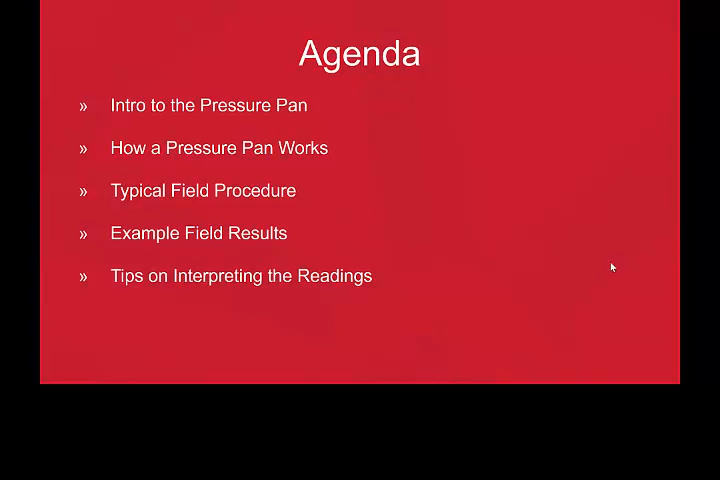 Agenda
» Intro to the Pressure Pan
» How a Pressure Pan Works
» Typical Field Procedure
» Example Field Results
» Tips on Interpreting the Readings